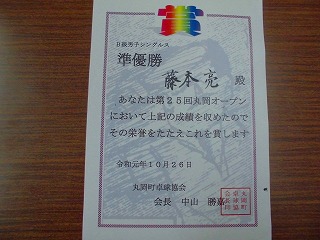 賞
B級男子シングルス
準優勝
藤本亮 殿
あなたは第25回丸岡オープン
において上記の成績を収めたので
その栄誉をたたえこれを賞します
令和元年10月26日
丸岡町卓球協会
会長 中山 勝嘉